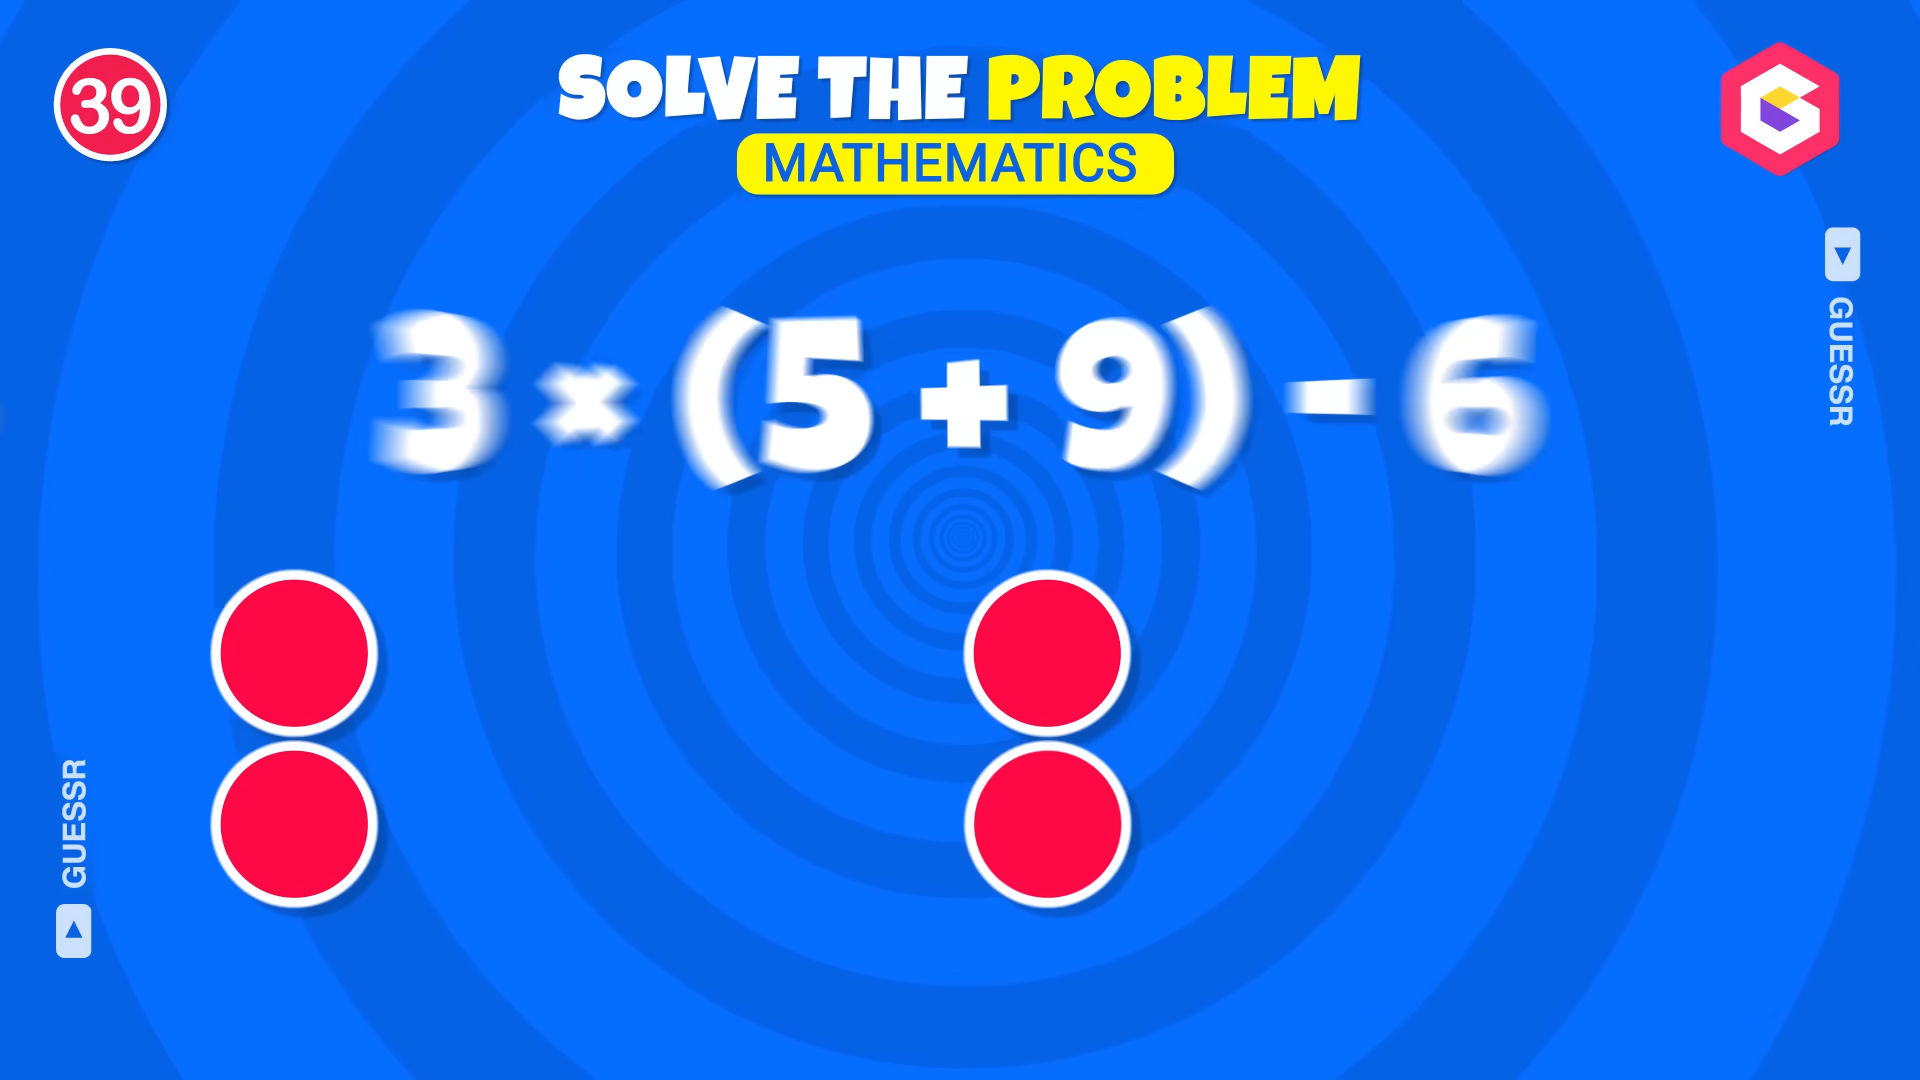 39
SOLVE THE PROBLEM
MATHEMATICS
3 × (5 + 9) - 6
GUESSR
GUESSR